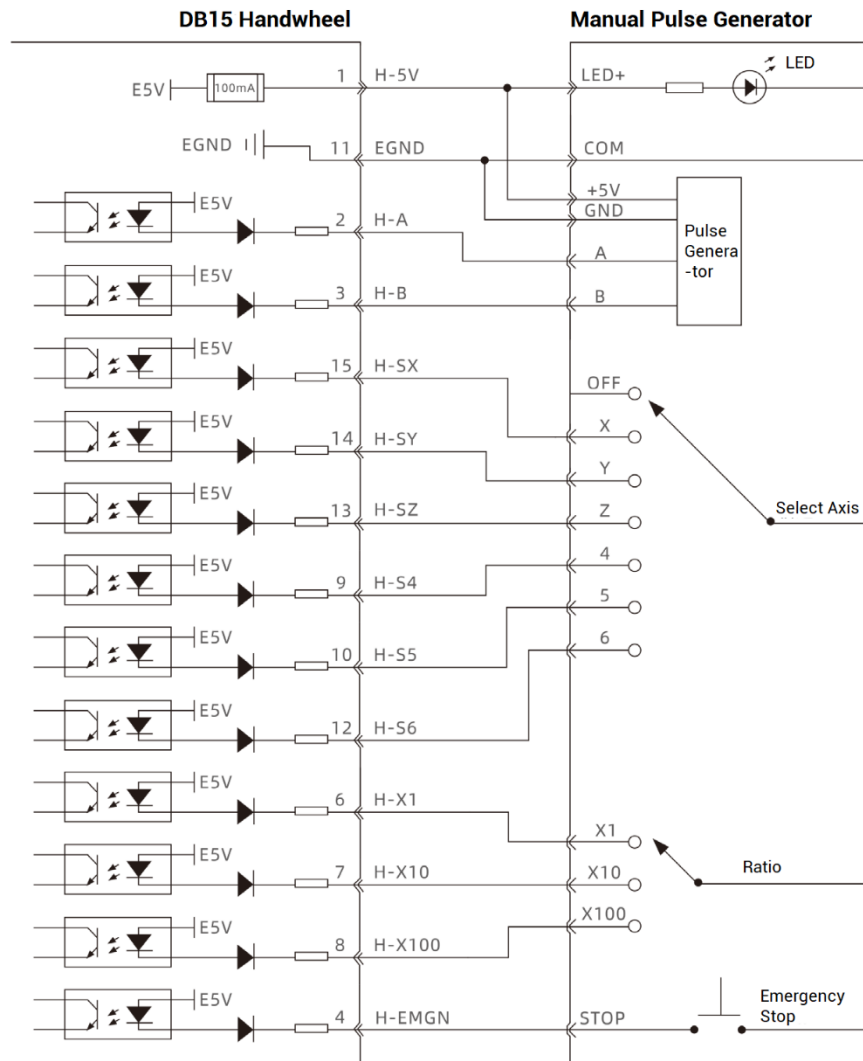 DB15 Handwheel
Manual Pulse Generator
E5V 100mA 1 H-5V LED+ LED
EGND 11 EGND COM
E5V +5V
2 H-A GND
A
Pulse
Genera
-tor
E5V
3 H-B B
E5V
15 H-SX OFF
X
E5V
14 H-SY Y
E5V
13 H-SZ Z Select Axis
E5V 4
9 H-S4
5
E5V
10 H-S5 6
E5V
12 H-S6
E5V
6 H-X1 X1
E5V
7 H-X10 X10 Ratio
X100
E5V
8 H-X100
E5V
4 H-EMGN STOP
Emergency
Stop